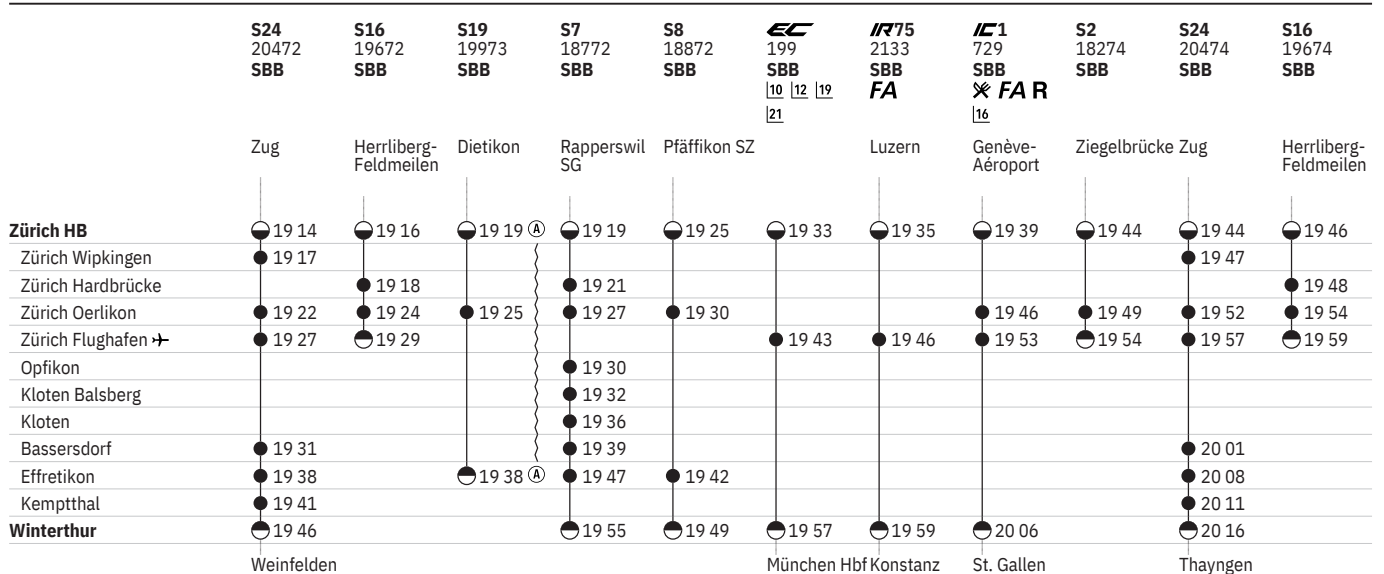 S24 S16 S19 S7 S8 EC IR75 IC1 S2 S24 S16
20472 19672 19973 18772 18872 199 2133 729 18274 20474 19674
SBB SBB SBB SBB SBB SBB SBB SBB SBB SBB SBB
10 12 19 FA FA R
21 16
Zug Herrliberg- Dietikon Rapperswil Pfäffikon SZ Luzern Genève- Ziegelbrücke Zug Herrliberg-
Feldmeilen SG Aéroport Feldmeilen
Zürich HB 19 14 19 16 19 19 A 19 19 19 25 19 33 19 35 19 39 19 44 19 44 19 46
Zürich Wipkingen 19 17 19 47
Zürich Hardbrücke 19 18 19 21 19 48
Zürich Oerlikon 19 22 19 24 19 25 19 27 19 30 19 46 19 49 19 52 19 54
Zürich Flughafen 19 27 19 29 19 43 19 46 19 53 19 54 19 57 19 59
Opfikon 19 30
Kloten Balsberg 19 32
Kloten 19 36
Bassersdorf 19 31 19 39 20 01
Effretikon 19 38 19 38 A 19 47 19 42 20 08
Kemptthal 19 41 20 11
Winterthur 19 46 19 55 19 49 19 57 19 59 20 06 20 16
Weinfelden München Hbf Konstanz St. Gallen Thayngen